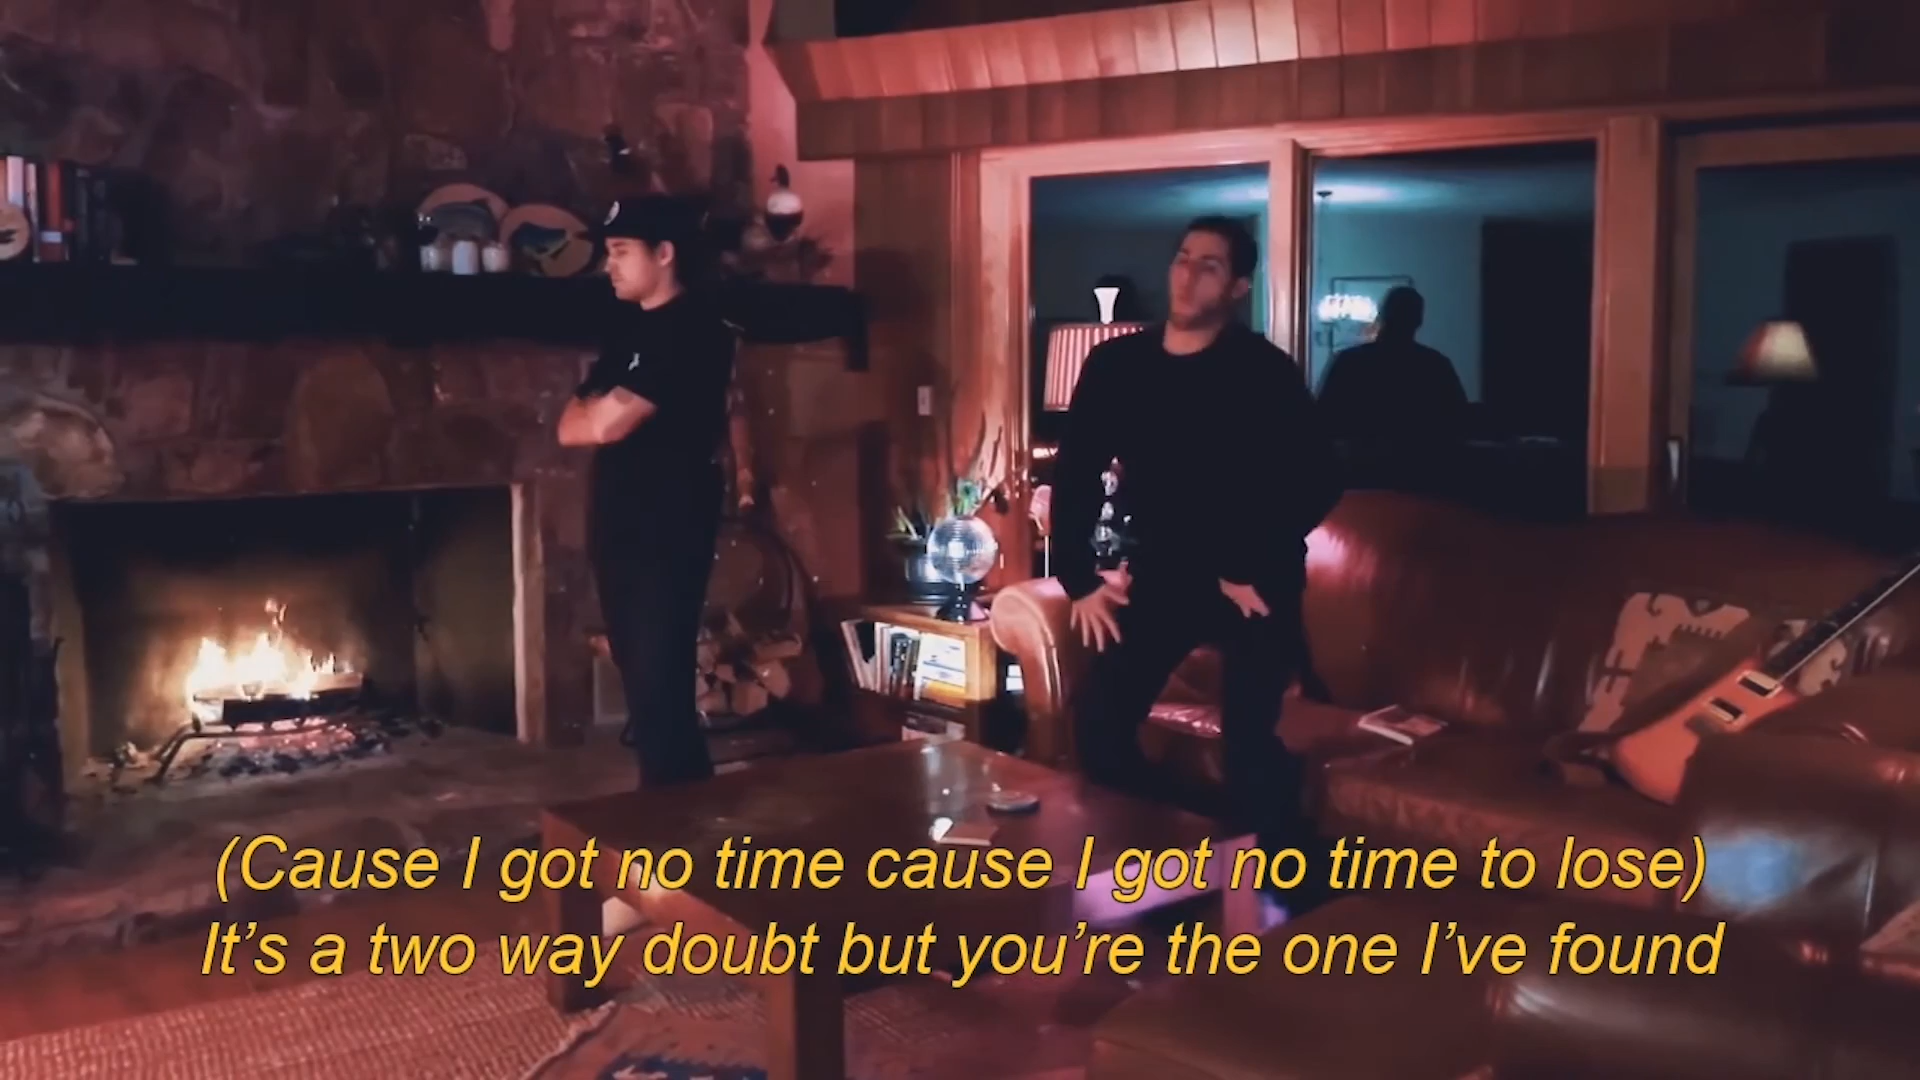 (Cause I got no time cause I got no time to lose)
It’s a two way doubt but you’re the one I’ve found